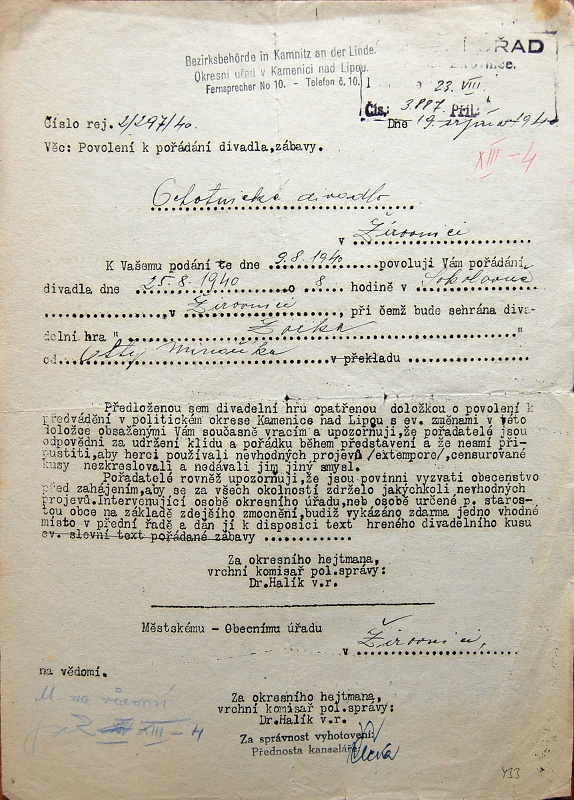 Bezirksbehörde in Kamnitz an der Linde.
Okresní úřad v Kamenici nad Lipou.
Fernsprecher No 10. - Telefon č. 10.
ÚŘAD
23. VIII.
Čís.: 3887 Příl.:
Číslo rej. 2/297/40.
Dne 19. srpna 1940
Věc: Povolení k pořádání divadla,zábavy.
XIII - 4
Ochotnické divadlo
v Žirovnici
K Vašemu podání ze dne 9.8.1940 povoluji Vám pořádání
divadla dne 25.8.1940 o 8. hodině v Sokolovně
v Žirovnici, při čemž bude sehrána diva-
delní hra " Zorka "
od Otty Minaříka v překladu
Předloženou sem divadelní hru opatřenou doložkou o povolení k
předvádění v politickém okrese Kamenice nad Lipou s ev. změnami v této
doložce obsaženými Vám současně vracím a upozorňuji,že pořadatelé jsou
odpovědni za udržení klidu a pořádku během představení a že nesmí při-
pustiti,aby herci používali nevhodných projevů /extempore/,censurované
kusy nezkreslovali a nedávali jim jiný smysl.
Pořadatele rovněž upozorňuji,že jsou povinni vyzvati obecenstvo
před zahájením,aby se za všech okolností zdrželo jakýchkoli nevhodných
projevů.Intervenující osobě okresního úřadu,neb osobě určené p. staros-
tou obce na základě zdejšího zmocnění,budiž vykázáno zdarma jedno vhodné
místo v přední řadě a dán jí k disposici text hreného divadelního kusu
ev. slovní text pořádané zábavy
Za okresního hejtmana,
vrchní komisař pol.správy:
Dr.Halík v.r.
Městskému - Obecnímu úřadu
v Žirovnici,
na vědomí.
M na
XIII - 4
Za okresního hejtmana,
vrchní komisař pol.správy:
Dr.Halík v.r.
Za správnost vyhotovení:
Přednosta kanceláře:
433